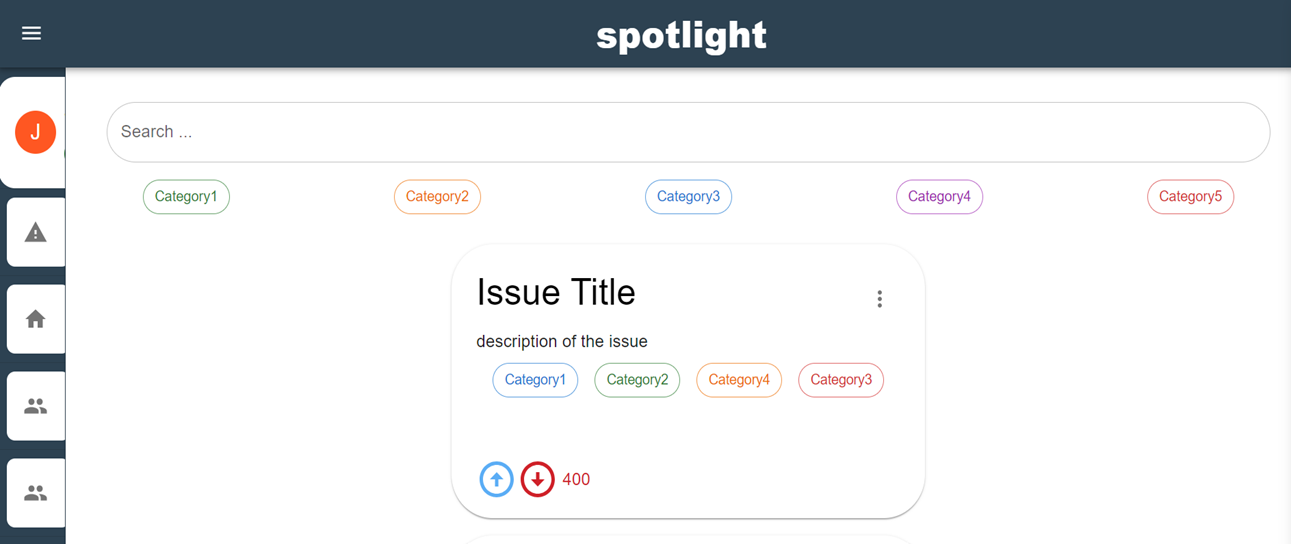 spotlight
J
Search ...
Category1 Category2 Category3 Category4 Category5
Issue Title
description of the issue
Category1 Category2 Category4 Category3
400